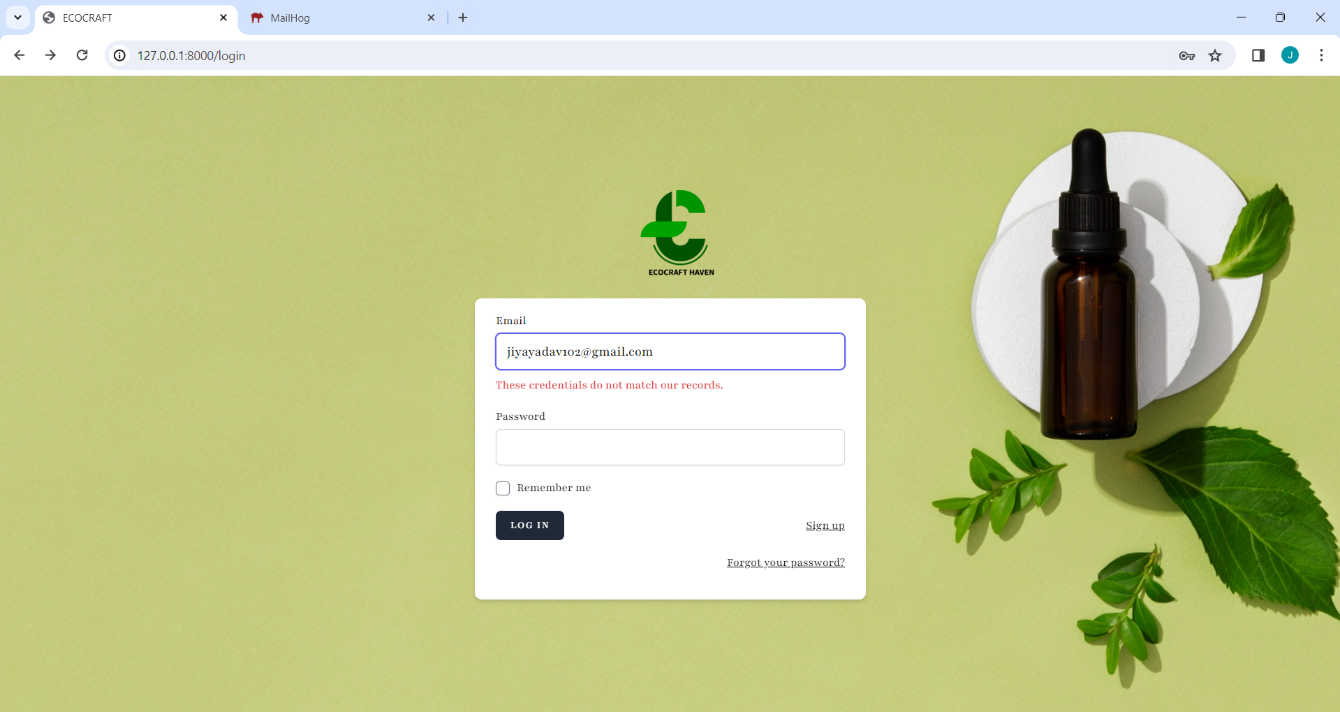 ECOCRAFT
MailHog
127.0.0.1:8000/login
J
ECOCRAFT HAVEN
Email
jiyayadav102@gmail.com
These credentials do not match our records.
Password
Remember me
LOG IN
Sign up
Forgot your password?